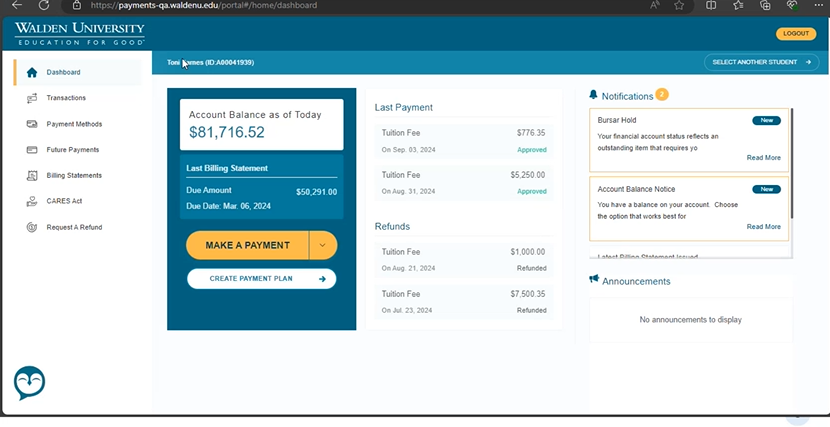 https://payments-qa.waldenu.edu/portal#/home/dashboard
WALDEN UNIVERSITY
EDUCATION FOR GOOD
LOGOUT
Toni (ID:A00041939)
SELECT ANOTHER STUDENT
Dashboard
Transactions
Payment Methods
Future Payments
Billing Statements
CARES Act
Request A Refund
Account Balance as of Today
$81,716.52
Last Billing Statement
Due Amount $50,291.00
Due Date: Mar. 06, 2024
MAKE A PAYMENT
CREATE PAYMENT PLAN
Last Payment
Tuition Fee $776.35
On Sep. 03, 2024 Approved
Tuition Fee $5,250.00
On Aug. 31, 2024 Approved
Refunds
Tuition Fee $1,000.00
On Aug. 21, 2024 Refunded
Tuition Fee $7,500.35
On Jul. 23, 2024 Refunded
Notifications 2
Bursar Hold New
Your financial account status reflects an
outstanding item that requires yo
Read More
Account Balance Notice New
You have a balance on your account. Choose
the option that works best for
Read More
Latest Billing Statement Issued
Announcements
No announcements to display